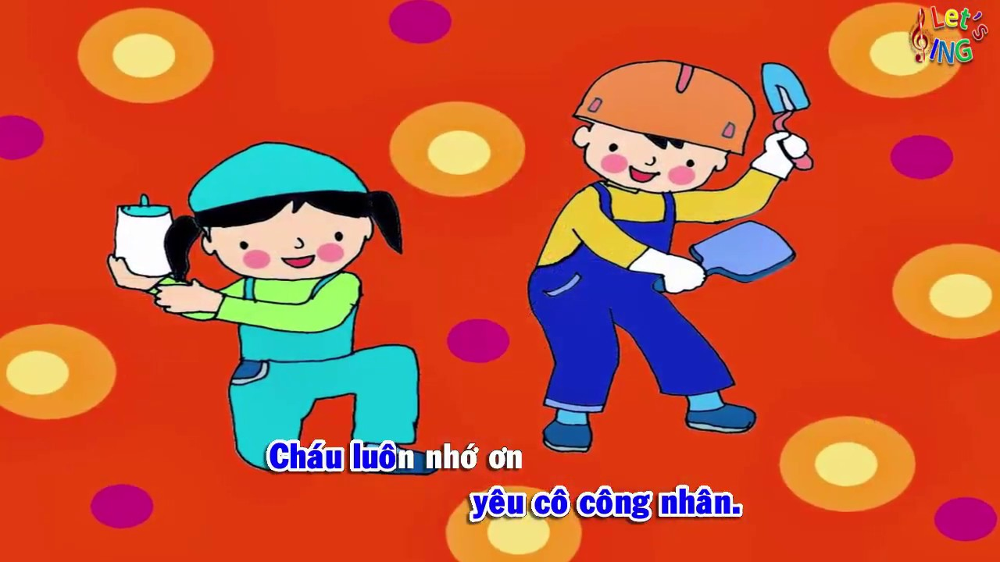 Let's
SING
Cháu luôn nhớ ơn
yêu cô công nhân.